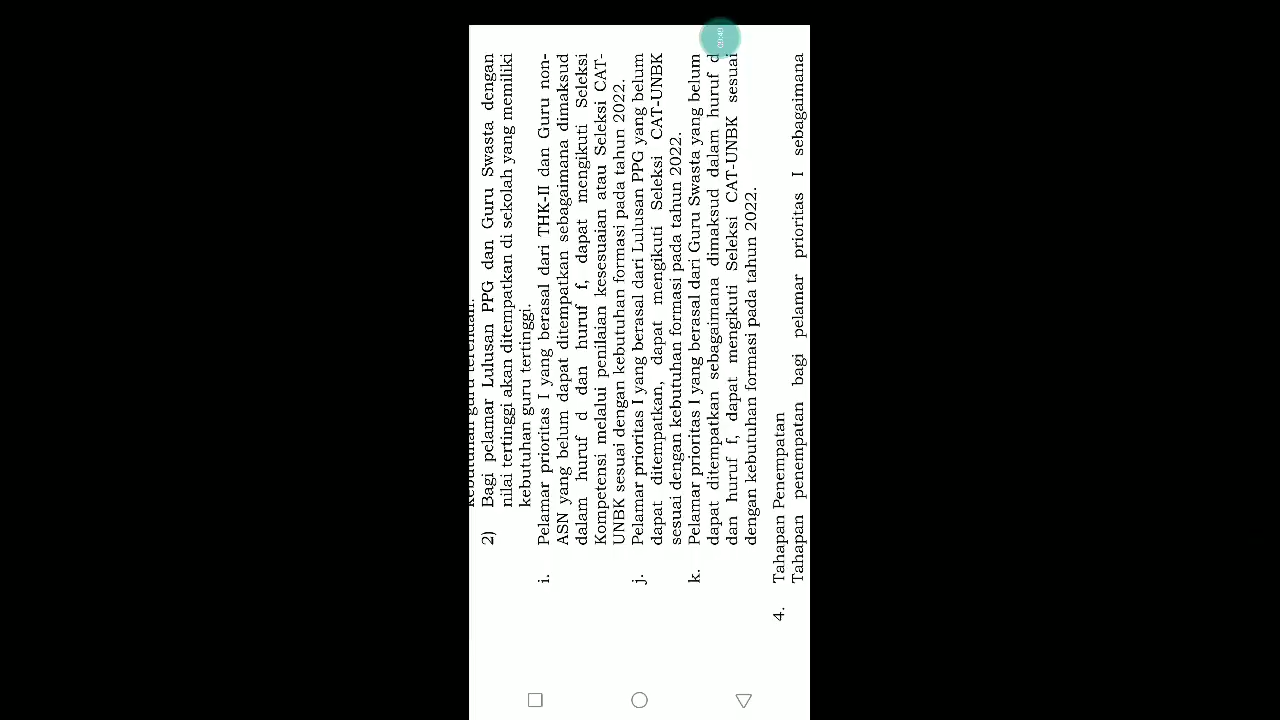 kebutuhan guru terendah.
2) Bagi pelamar Lulusan PPG dan Guru Swasta dengan
nilai tertinggi akan ditempatkan di sekolah yang memiliki
kebutuhan guru tertinggi.
i. Pelamar prioritas I yang berasal dari THK-II dan Guru non-
ASN yang belum dapat ditempatkan sebagaimana dimaksud
dalam huruf d dan huruf f, dapat mengikuti Seleksi
Kompetensi melalui penilaian kesesuaian atau Seleksi CAT-
UNBK sesuai dengan kebutuhan formasi pada tahun 2022.
j. Pelamar prioritas I yang berasal dari Lulusan PPG yang belum
dapat ditempatkan, dapat mengikuti Seleksi CAT-UNBK
sesuai dengan kebutuhan formasi pada tahun 2022.
k. Pelamar prioritas I yang berasal dari Guru Swasta yang belum
dapat ditempatkan sebagaimana dimaksud dalam huruf d
dan huruf f, dapat mengikuti Seleksi CAT-UNBK sesuai
dengan kebutuhan formasi pada tahun 2022.
4. Tahapan Penempatan
Tahapan penempatan bagi pelamar prioritas I sebagaimana